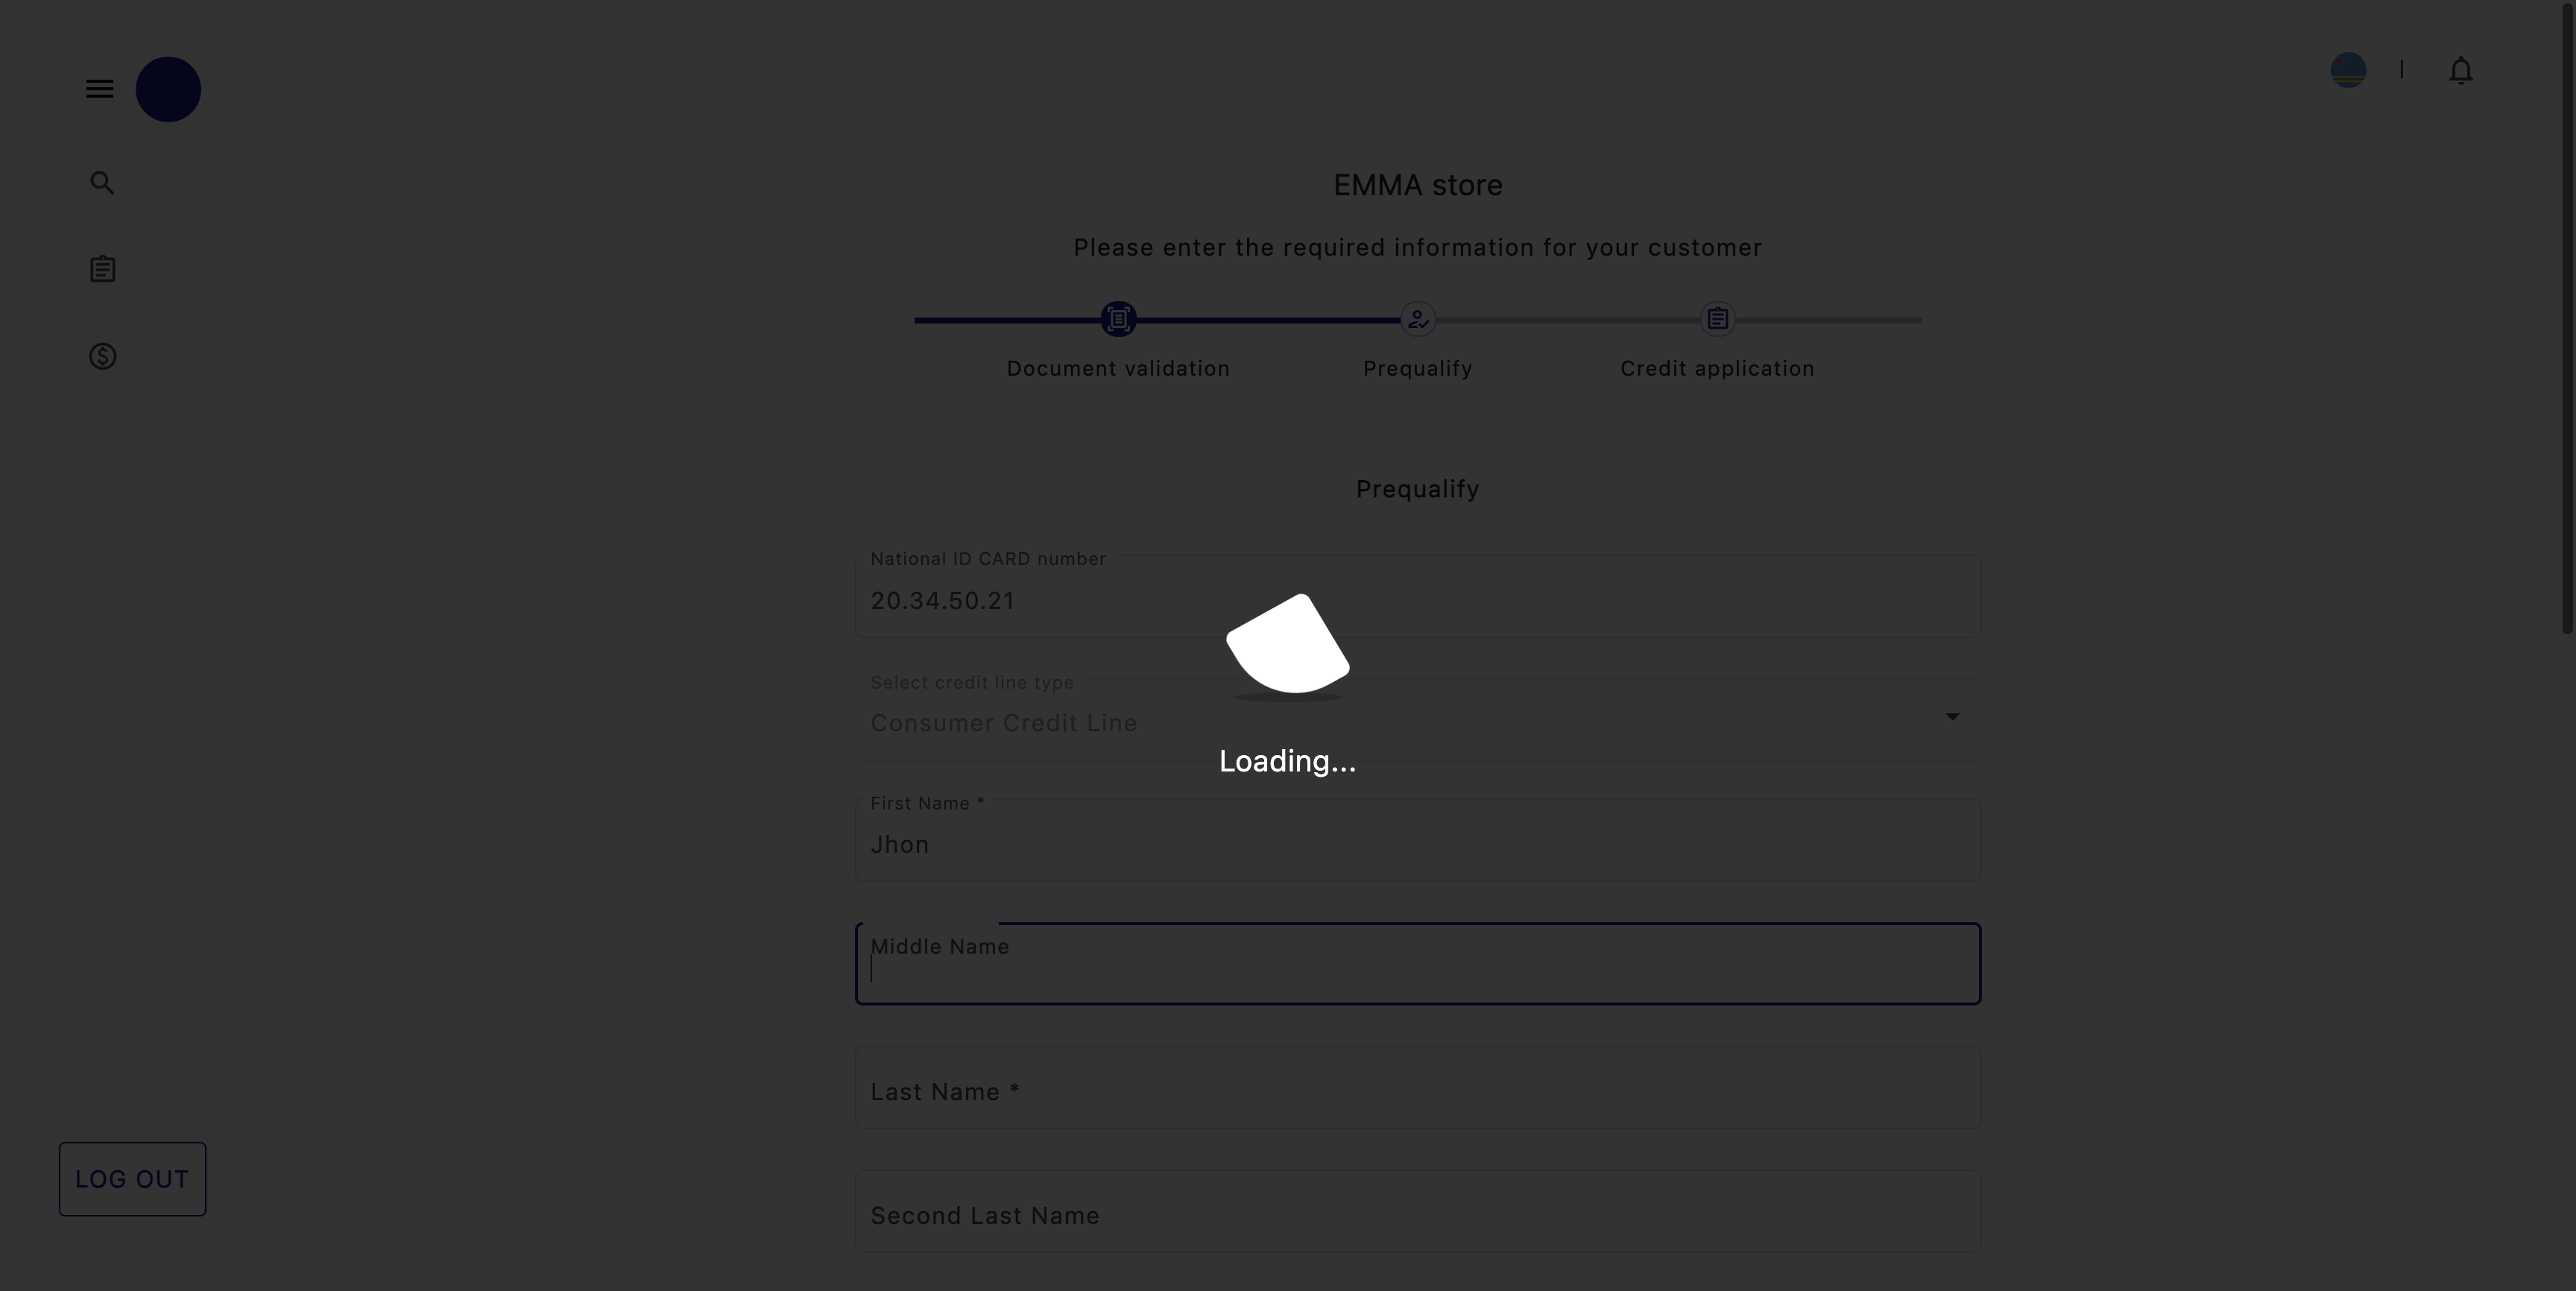 EMMA store
Please enter the required information for your customer
Document validation
Prequalify
Credit application
Prequalify
National ID CARD number
20.34.50.21
Select credit line type
Consumer Credit Line
Loading...
First Name *
Jhon
Middle Name
Last Name *
LOG OUT
Second Last Name